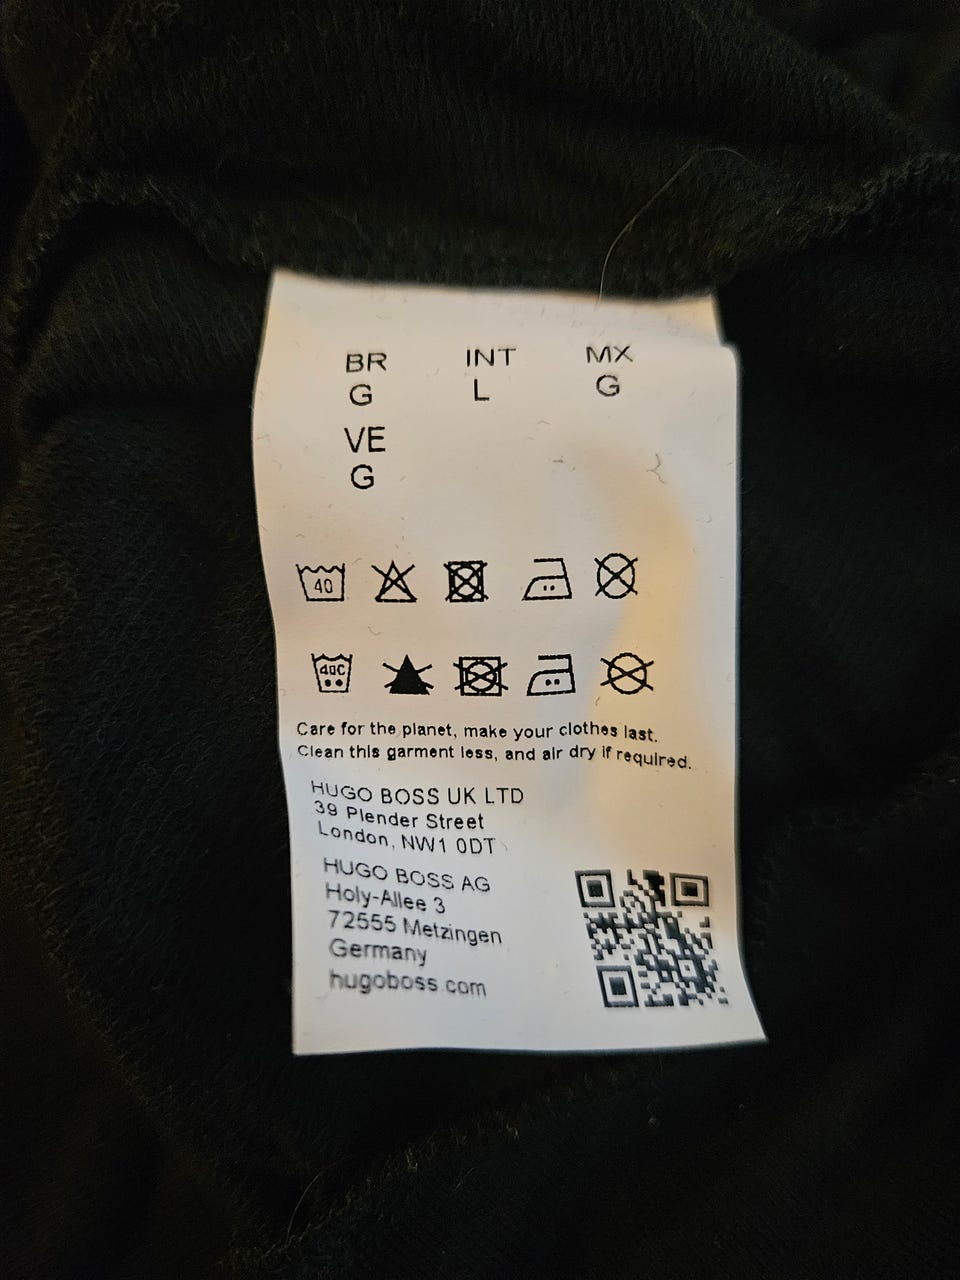 BR INT MX
G L G
VE
G
40
40C
Care for the planet, make your clothes last.
Clean this garment less, and air dry if required.
HUGO BOSS UK LTD
39 Plender Street
London, NW1 0DT
HUGO BOSS AG
Holy-Allee 3
72555 Metzingen
Germany
hugoboss.com